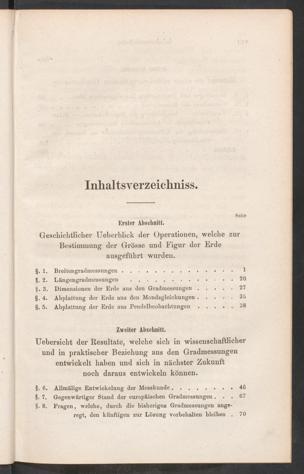 Inhaltsverzeichniss.
Seite
Erster Abschnitt.
Geschichtlicher Ueberblick der Operationen, welche zur
Bestimmung der Grösse und Figur der Erde
ausgeführt wurden.
§. 1. Breitengradmessungen . . . . . . . . . . . . . . 1
§. 2. Längengradmessungen . . . . . . . . . . . . . . 20
§. 3. Dimensionen der Erde aus den Gradmessungen . . . . . 27
§. 4. Abplattung der Erde aus den Mondsgleichungen . . . . . 35
§. 5. Abplattung der Erde aus Pendelbeobachtungen . . . . . 38
Zweiter Abschnitt.
Uebersicht der Resultate, welche sich in wissenschaftlicher
und in praktischer Beziehung aus den Gradmessungen
entwickelt haben und sich in nächster Zukunft
noch daraus entwickeln können.
§. 6. Allmälige Entwickelung der Messkunde . . . . . . . . 46
§. 7. Gegenwärtiger Stand der europäischen Gradmessungen . . . 67
§. 8. Fragen, welche, durch die bisherigen Gradmessungen ange-
regt, den künftigen zur Lösung vorbehalten bleiben . 70